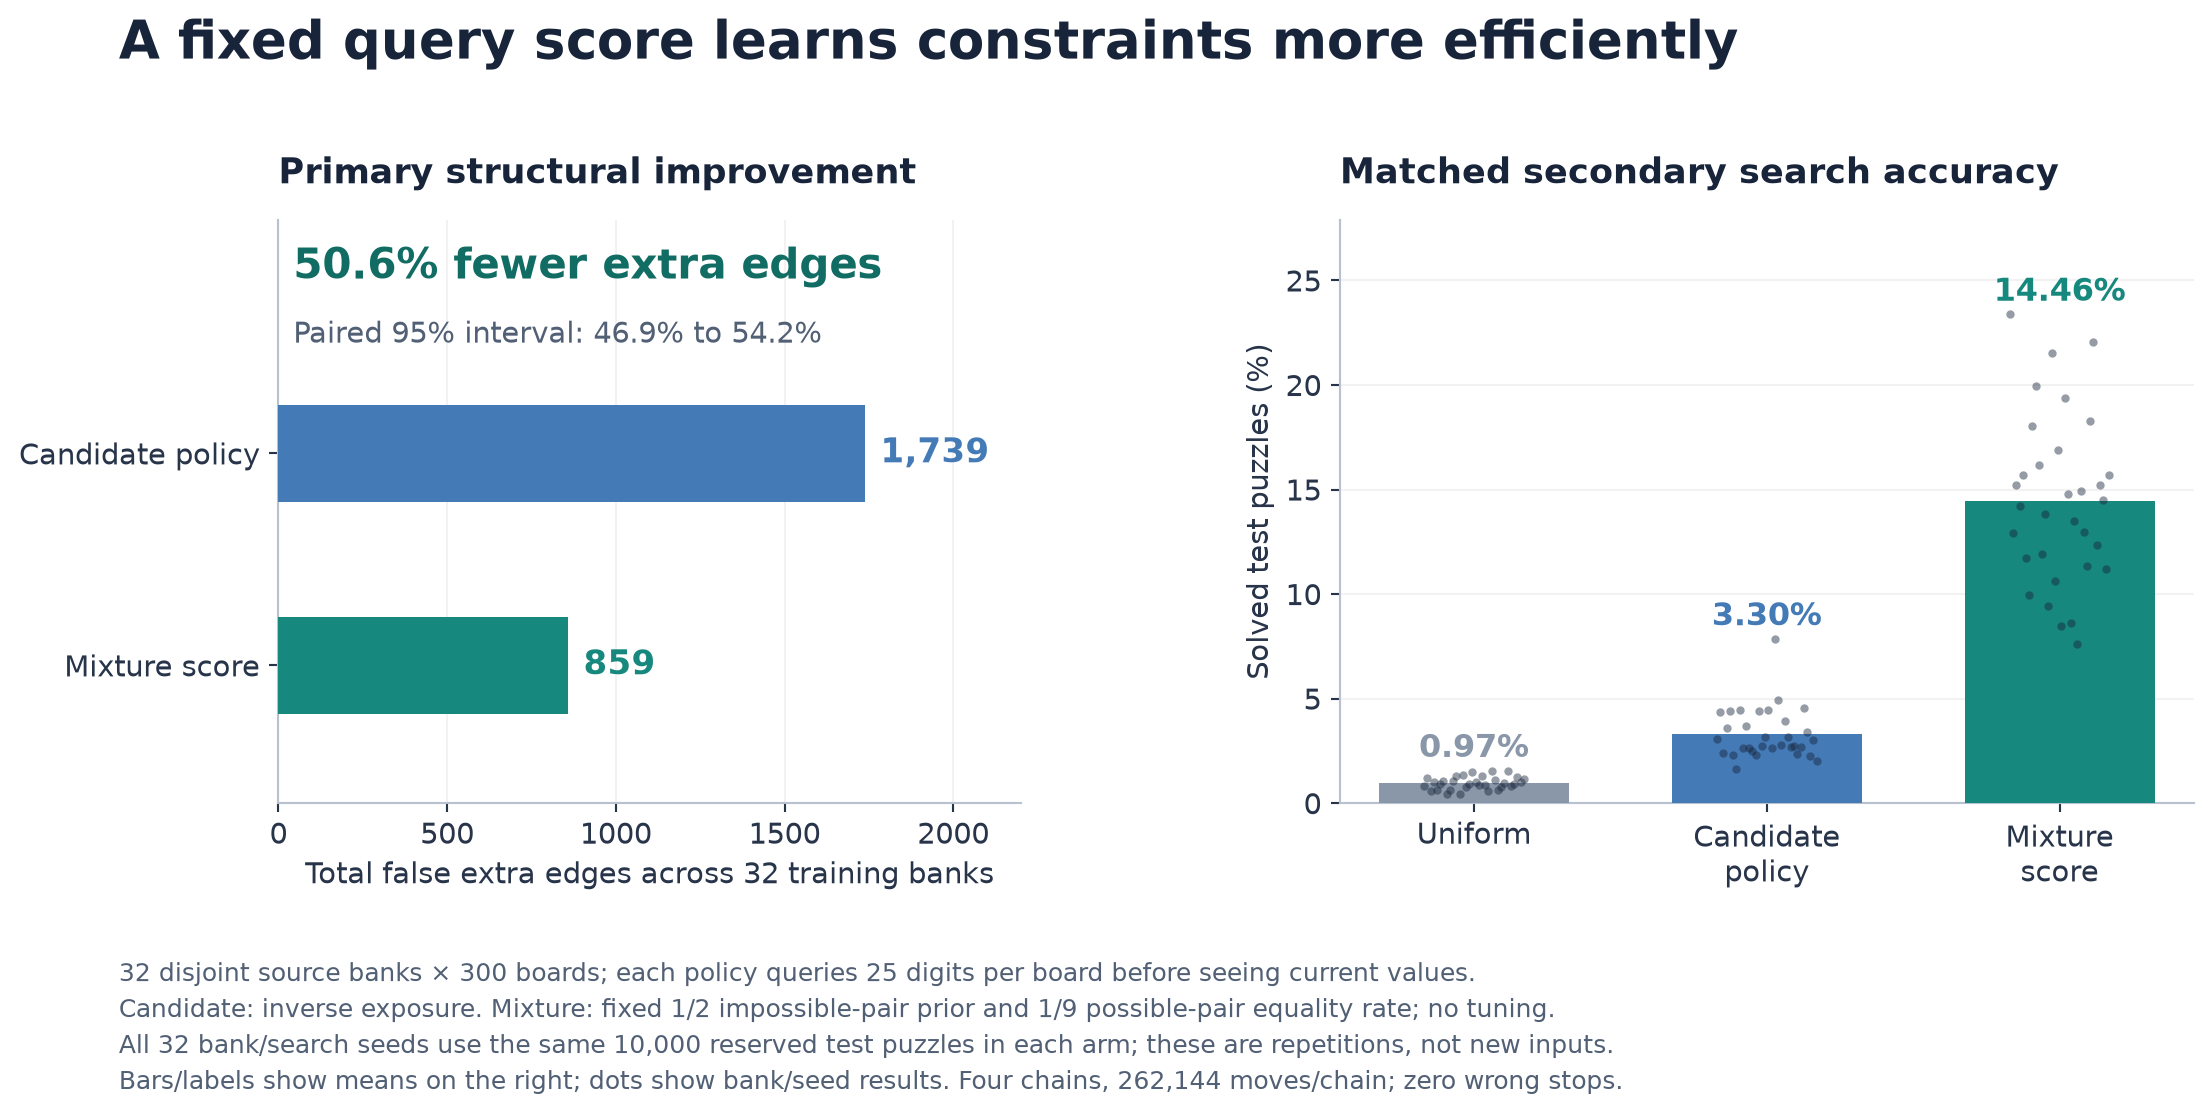 A fixed query score learns constraints more efficiently
Primary structural improvement
50.6% fewer extra edges
Paired 95% interval: 46.9% to 54.2%
Candidate policy
1,739
Mixture score
859
0
500
1000
1500
2000
Total false extra edges across 32 training banks
Matched secondary search accuracy
Solved test puzzles (%)
25
20
15
10
5
0
0.97%
3.30%
14.46%
Uniform
Candidate
policy
Mixture
score
32 disjoint source banks × 300 boards; each policy queries 25 digits per board before seeing current values.
Candidate: inverse exposure. Mixture: fixed 1/2 impossible-pair prior and 1/9 possible-pair equality rate; no tuning.
All 32 bank/search seeds use the same 10,000 reserved test puzzles in each arm; these are repetitions, not new inputs.
Bars/labels show means on the right; dots show bank/seed results. Four chains, 262,144 moves/chain; zero wrong stops.